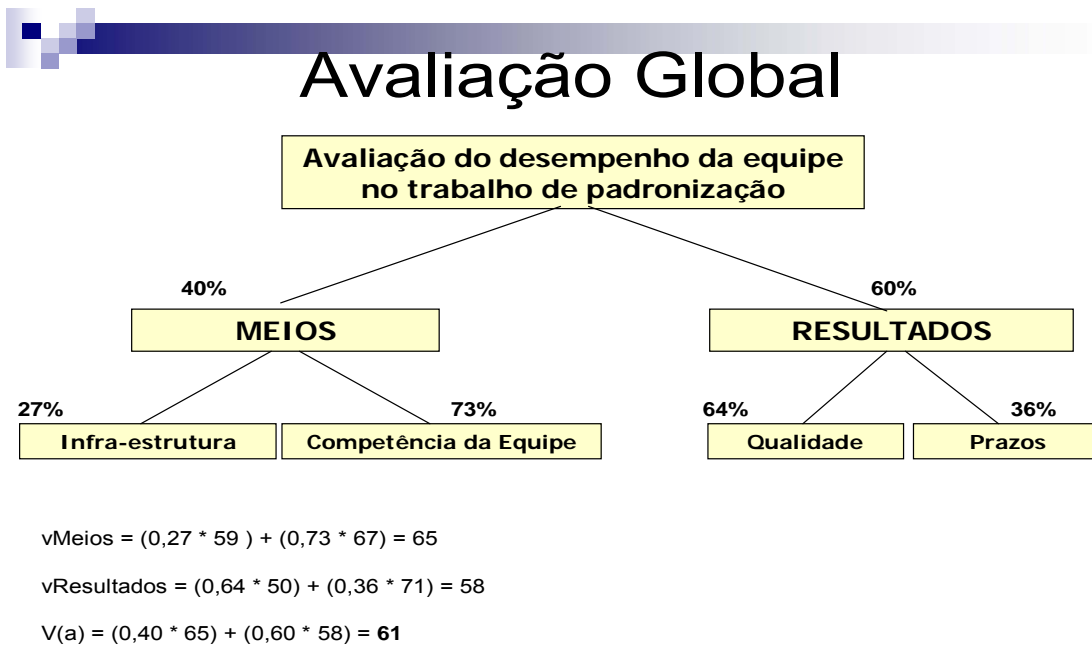 Avaliação Global
Avaliação do desempenho da equipe
no trabalho de padronização
40%
60%
MEIOS
RESULTADOS
27%
73%
64%
36%
Infra-estrutura
Competência da Equipe
Qualidade
Prazos
vMeios = (0,27 * 59 ) + (0,73 * 67) = 65
vResultados = (0,64 * 50) + (0,36 * 71) = 58
V(a) = (0,40 * 65) + (0,60 * 58) = 61